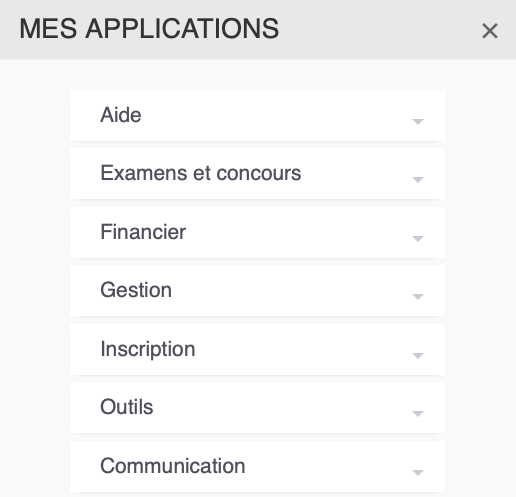 MES APPLICATIONS
Aide
Examens et concours
Financier
Gestion
Inscription
Outils
Communication